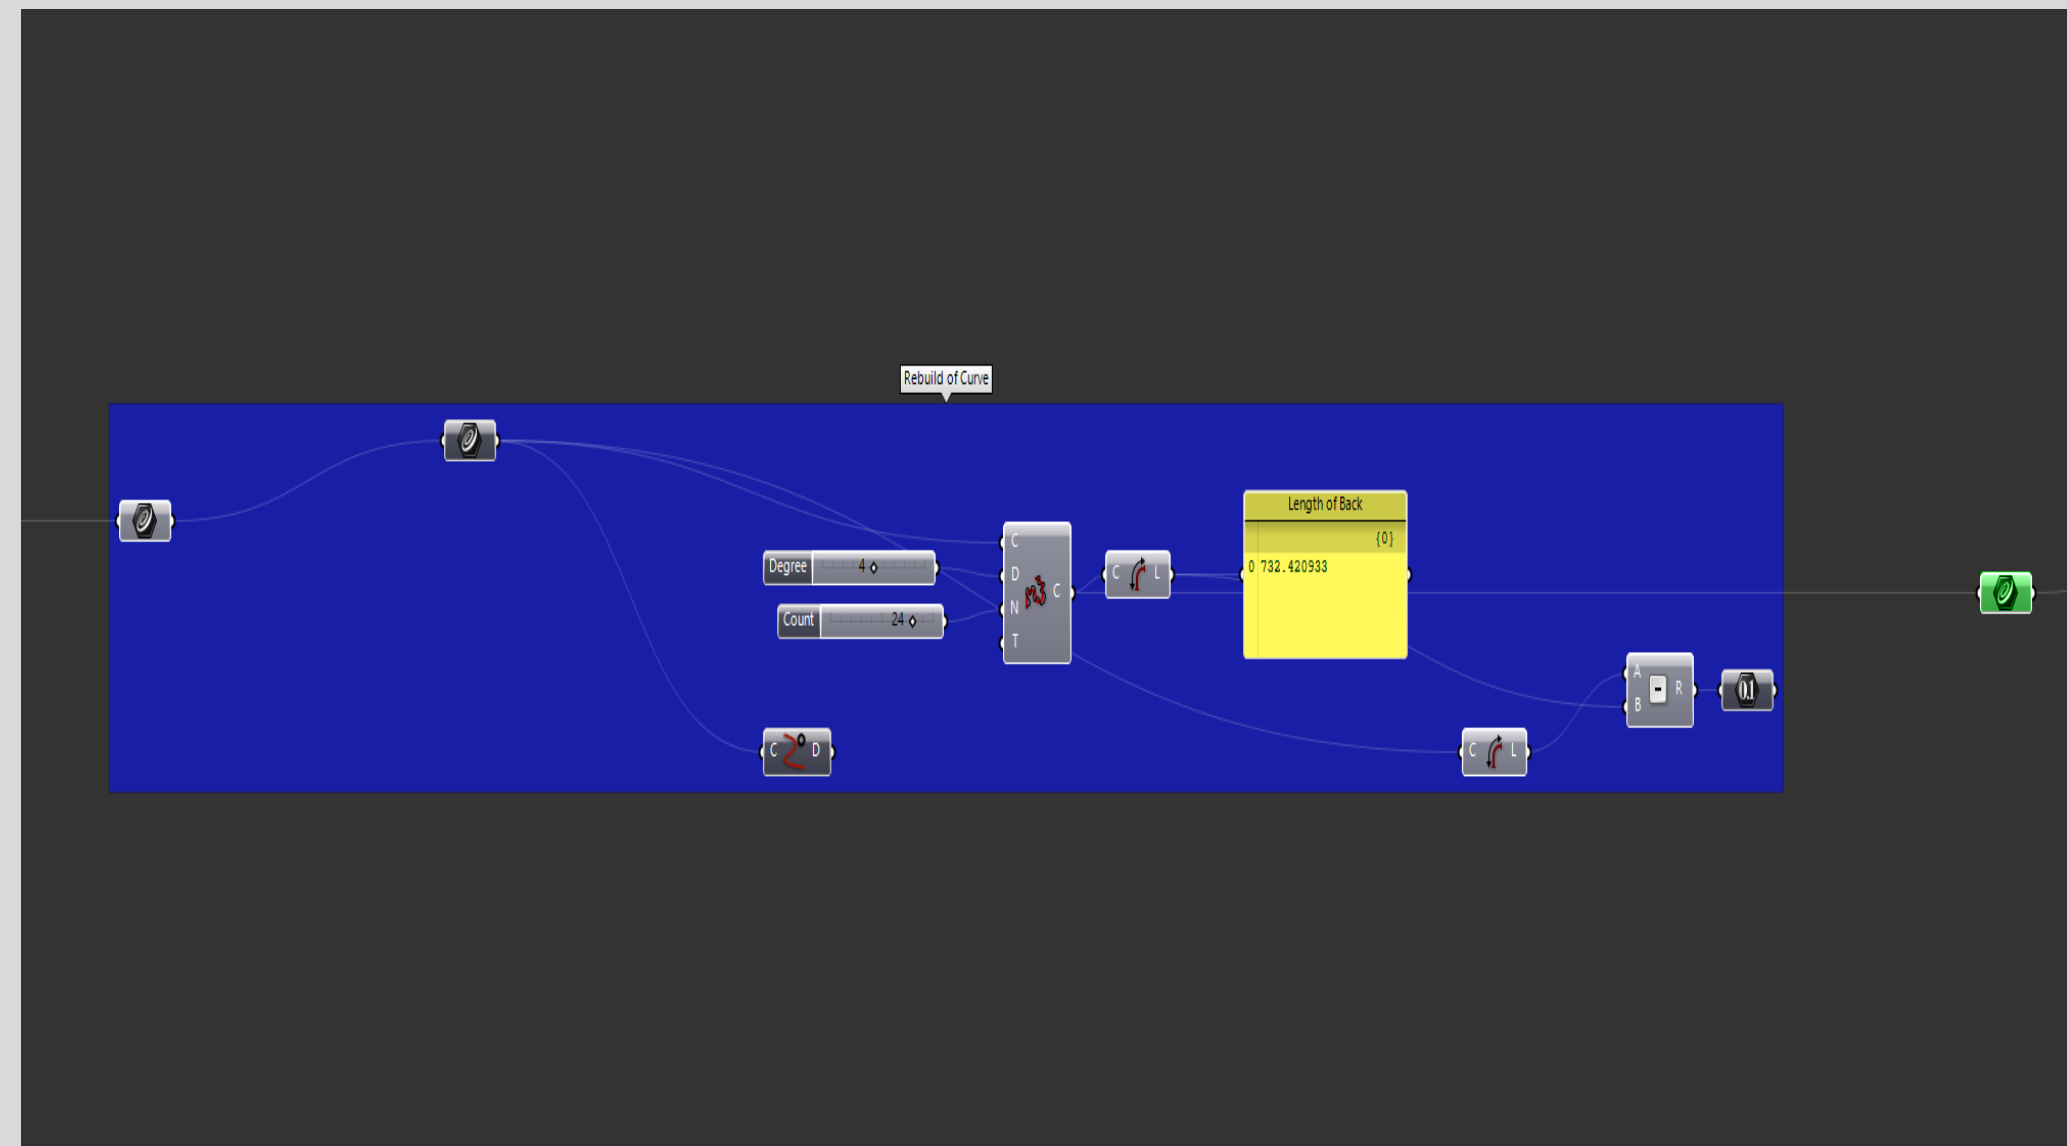 Rebuild of Curve
Length of Back
{0}
0 732.420933
Degree 4
Count 24
C
D
N
T
C
C L
C D
C L
A
B
R
0.1